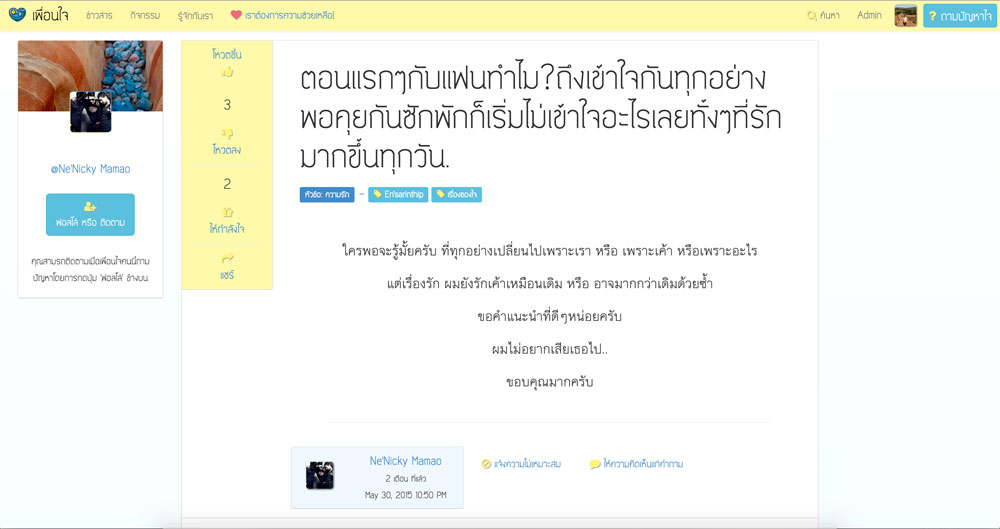 เพื่อนใจ ข่าวสาร กิจกรรม รู้จักกับเรา เราต้องการความช่วยเหลือ! ค้นหา Admin ? ถามปัญหาใจ
@Ne'Nicky Mamao
ฟอลโล่ หรือ ติดตาม
คุณสามรถติดตามเมื่อเพื่อนใจคนนี้ถาม
ปัญหาโดยการกดปุ่ม 'ฟอลโล่' ข้างบน
โหวตขึ้น
3
โหวตลง
2
ให้กำลังใจ
แชร์
ตอนแรกๆกับแฟนทำไม?ถึงเข้าใจกันทุกอย่าง
พอคุยกันซักพักก็เริ่มไม่เข้าใจอะไรเลยทั้งๆที่รัก
มากขึ้นทุกวัน.
หัวข้อ: ความรัก – En'sarinthip เรื่องของใจ
ใครพอจะรู้มั้ยครับ ที่ทุกอย่างเปลี่ยนไปเพราะเรา หรือ เพราะเค้า หรือเพราะอะไร
แต่เรื่องรัก ผมยังรักเค้าเหมือนเดิม หรือ อาจมากกว่าเดิมด้วยซ้ำ
ขอคำแนะนำที่ดีๆหน่อยครับ
ผมไม่อยากเสียเธอไป..
ขอบคุณมากครับ
Ne'Nicky Mamao
2 เดือน ที่แล้ว
May 30, 2015 10:50 PM
แจ้งความไม่เหมาะสม ให้ความคิดเห็นแก่คำถาม